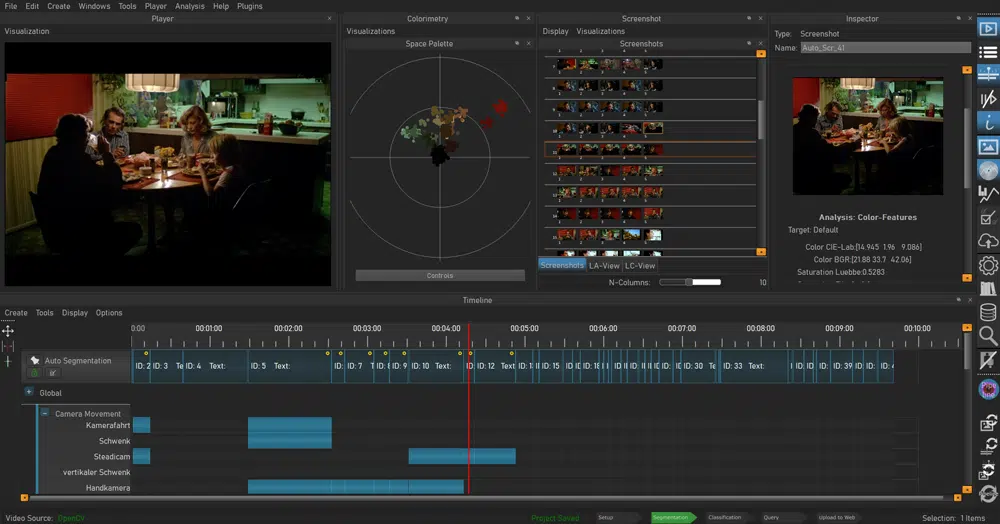 File Edit Create Windows Tools Player Analysis Help Plugins
Player
Visualization
Colorimetry
Visualizations
Space Palette
Controls
Screenshot
Display Visualizations
Screenshots
Screenshots LA-View LC-View
N-Columns: 10
Inspector
Type: Screenshot
Name: Auto_Scr_41
Analysis: Color-Features
Target: Default
Color CIE-Lab:[14.945 1.96 9.086]
Color BGR:[21.88 33.7 42.06]
Saturation Luebbe:0.5283
Timeline
Create Tools Display Options
0:00 00:01:00 00:02:00 00:03:00 00:04:00 00:05:00 00:06:00 00:07:00 00:08:00 00:09:00 00:10:00
Auto Segmentation
ID: 2 ID: 3 Te ID: 4 Text: ID: 5 Text: ID: 7 T ID: 9 ID: 10 Text: ID: 12 Text: ID: 15 ID: 18 ID: 30 Te ID: 33 Text: ID: 39
Global
Camera Movement
Kamerafahrt
Schwenk
Steadicam
vertikaler Schwenk
Handkamera
Video Source: OpenCV Project Saved Setup Segmentation Classification Query Upload to Web Selection: 1 Items